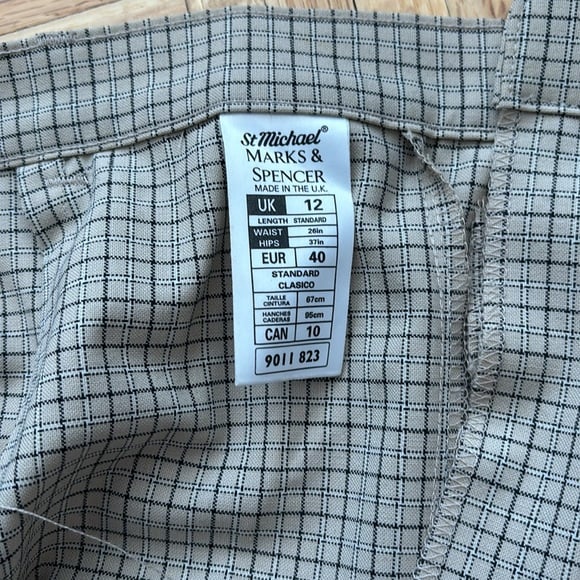 St Michael®
MARKS &
SPENCER
MADE IN THE U.K.
UK 12
LENGTH STANDARD
WAIST 26in
HIPS 37in
EUR 40
STANDARD
CLASICO
TAILLE
CINTURA 67cm
HANCHES
CADERAS 95cm
CAN 10
9011 823